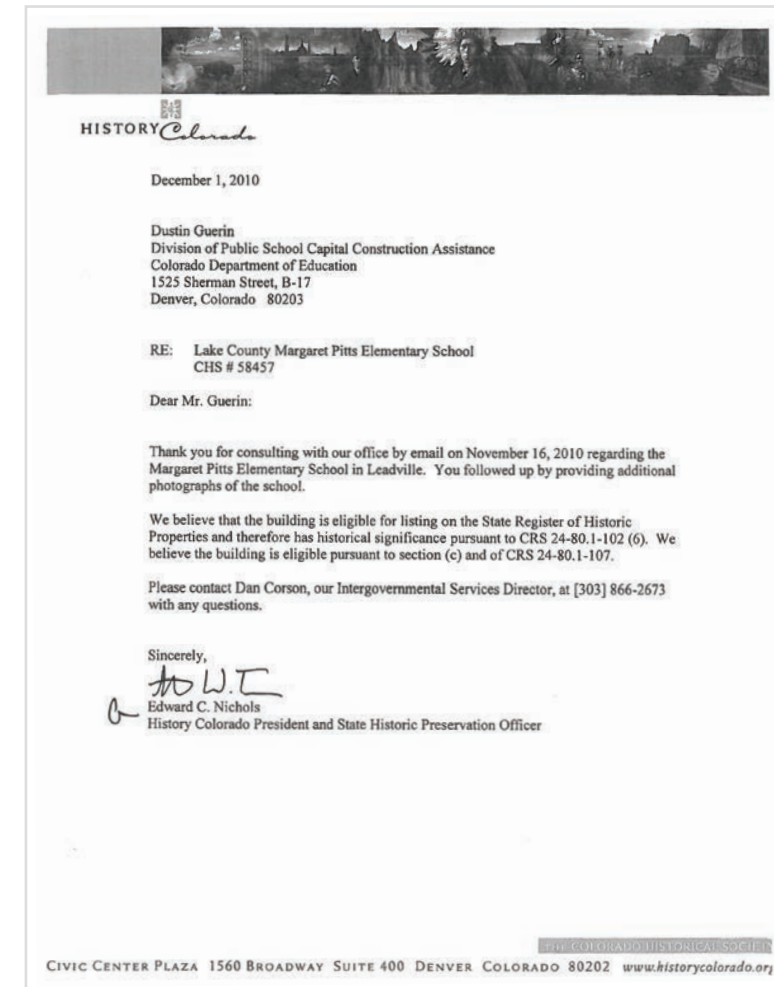 HISTORY Colorado
December 1, 2010
Dustin Guerin
Division of Public School Capital Construction Assistance
Colorado Department of Education
1525 Sherman Street, B-17
Denver, Colorado 80203
RE: Lake County Margaret Pitts Elementary School
CHS # 58457
Dear Mr. Guerin:
Thank you for consulting with our office by email on November 16, 2010 regarding the
Margaret Pitts Elementary School in Leadville. You followed up by providing additional
photographs of the school.
We believe that the building is eligible for listing on the State Register of Historic
Properties and therefore has historical significance pursuant to CRS 24-80.1-102 (6). We
believe the building is eligible pursuant to section (c) and of CRS 24-80.1-107.
Please contact Dan Corson, our Intergovernmental Services Director, at [303] 866-2673
with any questions.
Sincerely,
Edward C. Nichols
History Colorado President and State Historic Preservation Officer
THE COLORADO HISTORICAL SOCIETY
CIVIC CENTER PLAZA 1560 BROADWAY SUITE 400 DENVER COLORADO 80202 www.historycolorado.org